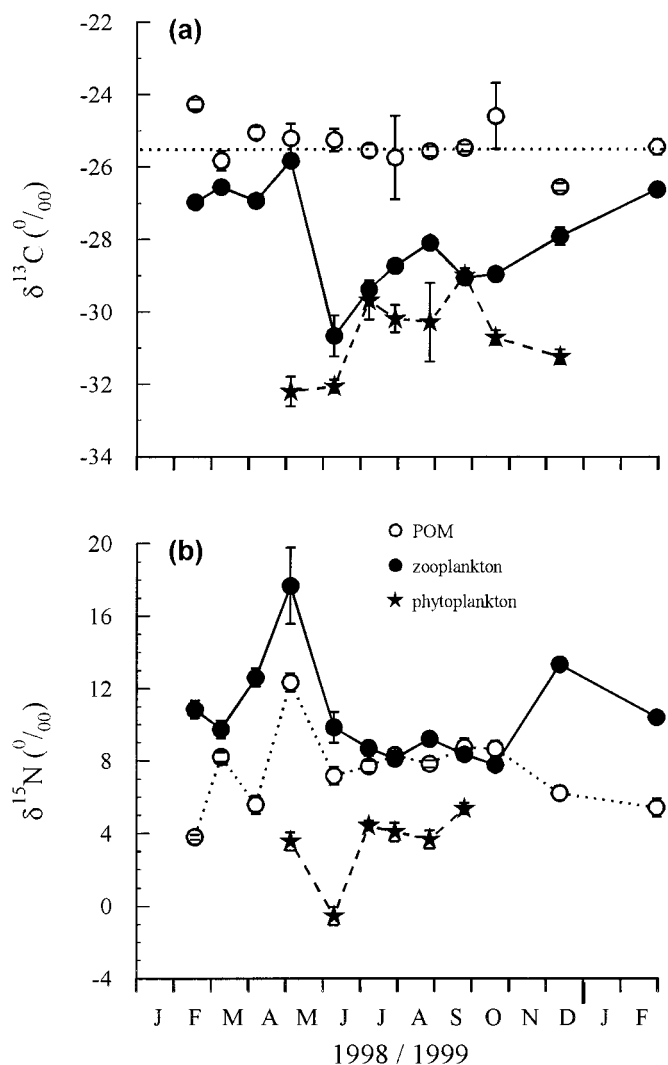 (a)
-22
-24
-26
-28
-30
-32
-34
δ13C (0/00)
(b)
POM
zooplankton
phytoplankton
20
16
12
8
4
0
-4
δ15N (0/00)
J F M A M J J A S O N D J F
1998 / 1999